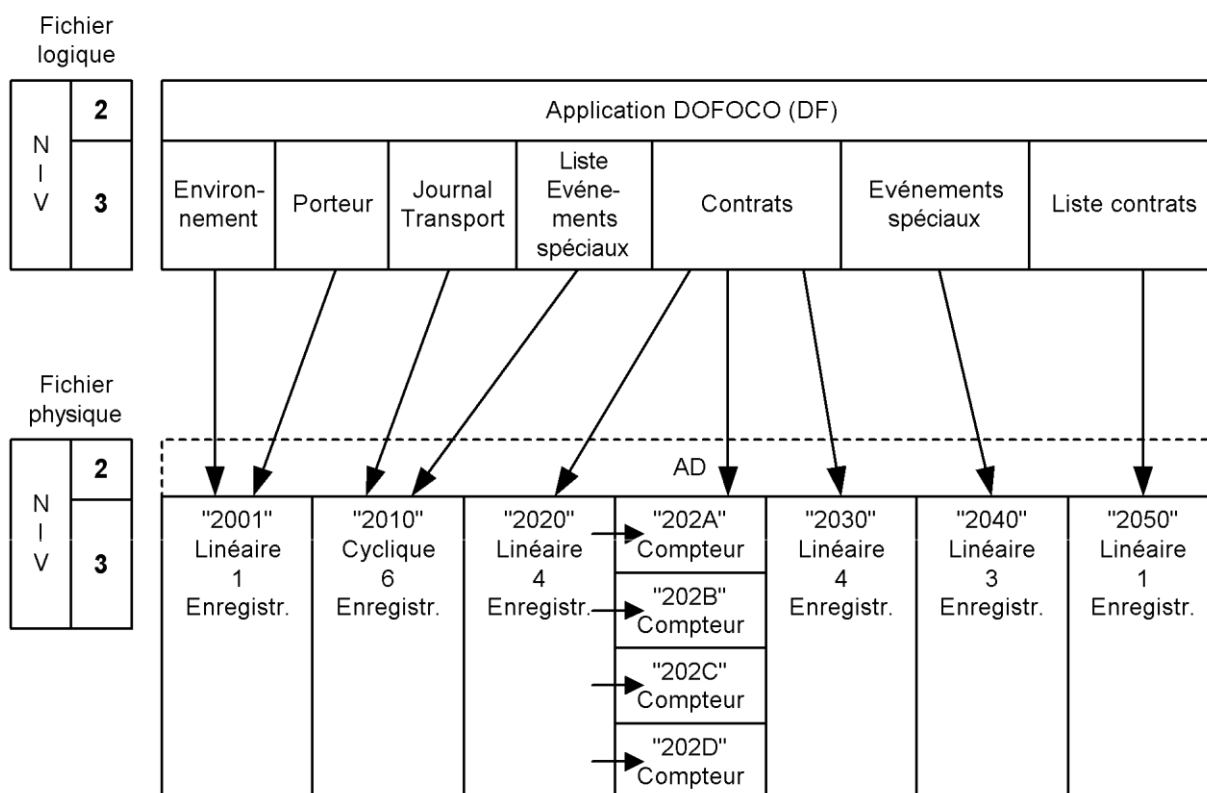 Fichier
logique
N
I
V
2
3
Application DOFOCO (DF)
Environ-
nement
Porteur
Journal
Transport
Liste
Evéne-
ments
spéciaux
Contrats
Evénements
spéciaux
Liste contrats
Fichier
physique
N
I
V
2
3
AD
"2001"
Linéaire
1
Enregistr.
"2010"
Cyclique
6
Enregistr.
"2020"
Linéaire
4
Enregistr.
"202A"
Compteur
"202B"
Compteur
"202C"
Compteur
"202D"
Compteur
"2030"
Linéaire
4
Enregistr.
"2040"
Linéaire
3
Enregistr.
"2050"
Linéaire
1
Enregistr.